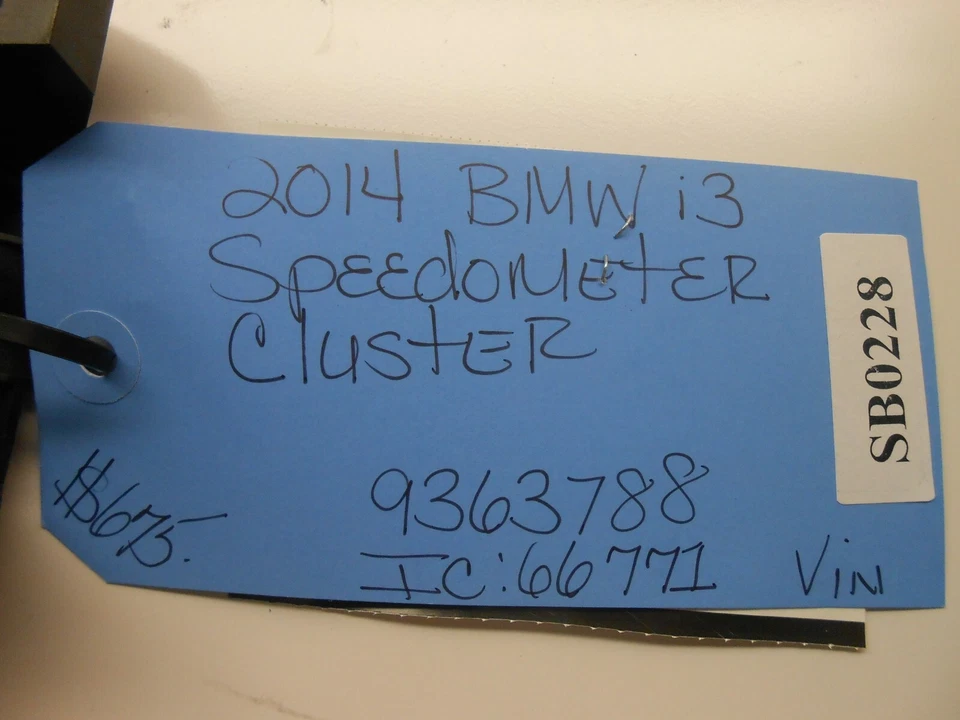 2014 BMW i3
SpeedoMeter
Cluster
SB0228
$675.-
9363788
IC:66771
Vin